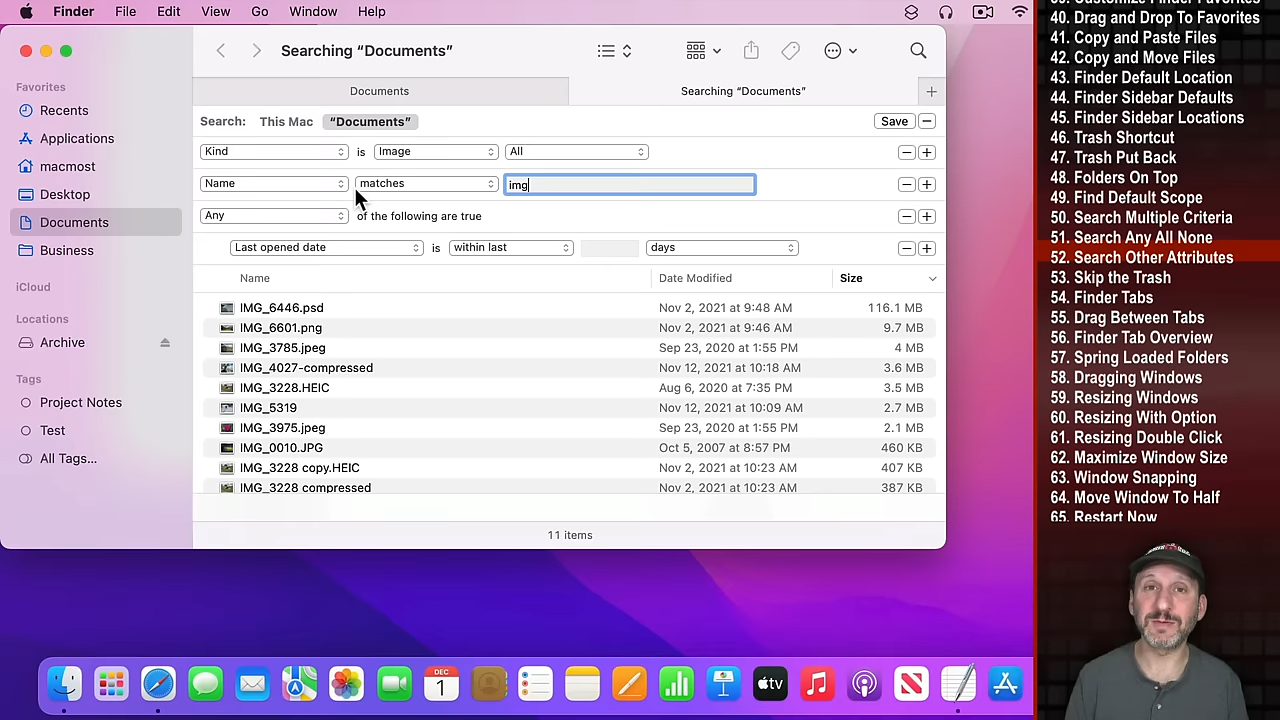 Finder File Edit View Go Window Help
Searching “Documents”
Documents
Searching “Documents”
Search: This Mac “Documents” Save
Kind is Image All
Name matches img
Any of the following are true
Last opened date is within last days
Name Date Modified Size
IMG_6446.psd Nov 2, 2021 at 9:48 AM 116.1 MB
IMG_6601.png Nov 2, 2021 at 9:46 AM 9.7 MB
IMG_3785.jpeg Sep 23, 2020 at 1:55 PM 4 MB
IMG_4027-compressed Nov 12, 2021 at 10:18 AM 3.6 MB
IMG_3228.HEIC Aug 6, 2020 at 7:35 PM 3.5 MB
IMG_5319 Nov 12, 2021 at 10:09 AM 2.7 MB
IMG_3975.jpeg Sep 23, 2020 at 1:55 PM 2.1 MB
IMG_0010.JPG Oct 5, 2007 at 8:57 PM 460 KB
IMG_3228 copy.HEIC Nov 2, 2021 at 10:23 AM 407 KB
IMG_3228 compressed Nov 2, 2021 at 10:23 AM 387 KB
11 items
Favorites
Recents
Applications
macmost
Desktop
Documents
Business
iCloud
Locations
Archive
Tags
Project Notes
Test
All Tags...
DEC
1
tv
39. Customize Finder Favorites
40. Drag and Drop To Favorites
41. Copy and Paste Files
42. Copy and Move Files
43. Finder Default Location
44. Finder Sidebar Defaults
45. Finder Sidebar Locations
46. Trash Shortcut
47. Trash Put Back
48. Folders On Top
49. Find Default Scope
50. Search Multiple Criteria
51. Search Any All None
52. Search Other Attributes
53. Skip the Trash
54. Finder Tabs
55. Drag Between Tabs
56. Finder Tab Overview
57. Spring Loaded Folders
58. Dragging Windows
59. Resizing Windows
60. Resizing With Option
61. Resizing Double Click
62. Maximize Window Size
63. Window Snapping
64. Move Window To Half
65. Restart Now